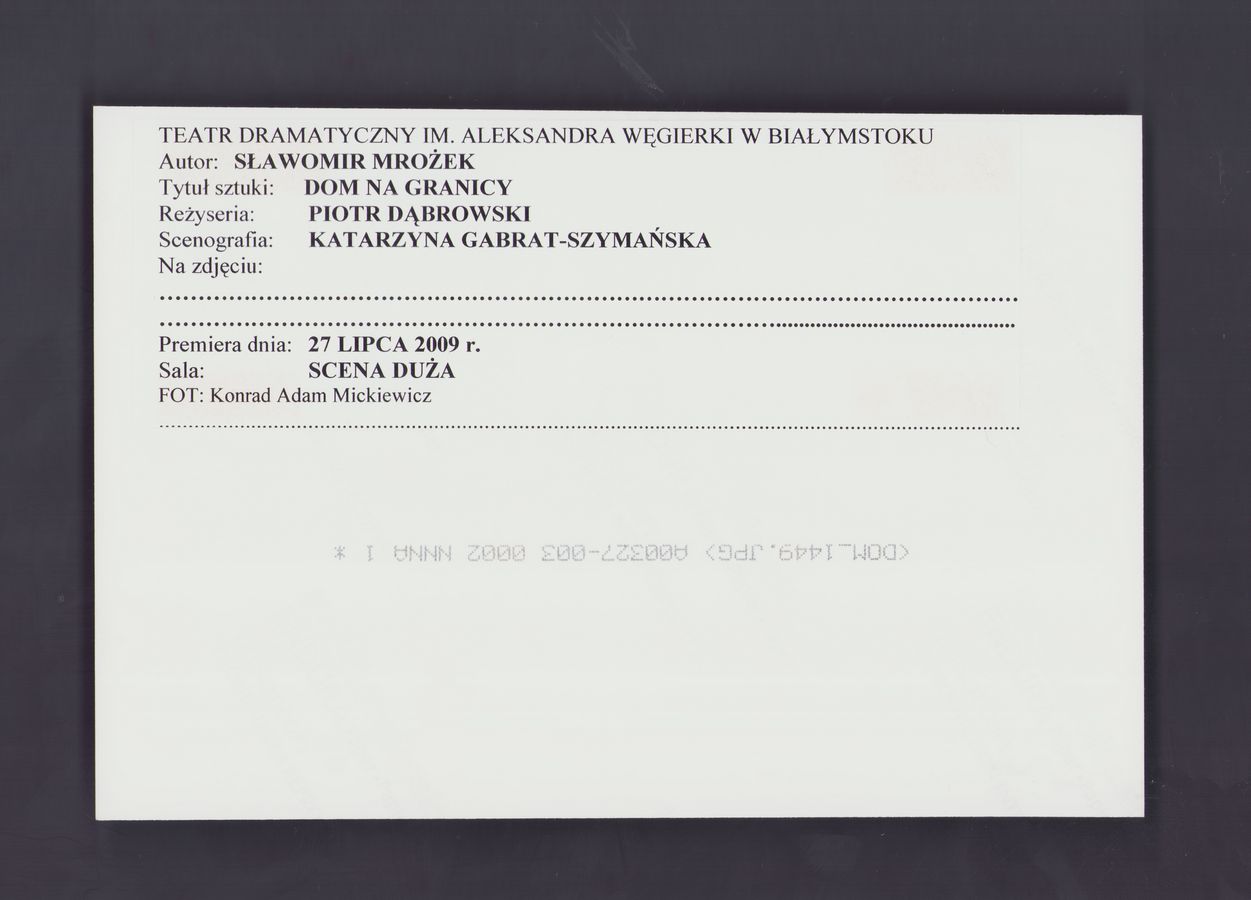 TEATR DRAMATYCZNY IM. ALEKSANDRA WĘGIERKI W BIAŁYMSTOKU
Autor: SŁAWOMIR MROŻEK
Tytuł sztuki: DOM NA GRANICY
Reżyseria: PIOTR DĄBROWSKI
Scenografia: KATARZYNA GABRAT-SZYMAŃSKA
Na zdjęciu:
Premiera dnia: 27 LIPCA 2009 r.
Sala: SCENA DUŻA
FOT: Konrad Adam Mickiewicz
<DOM_1449.JPG> A00327-003 0002 NNNA 1 *